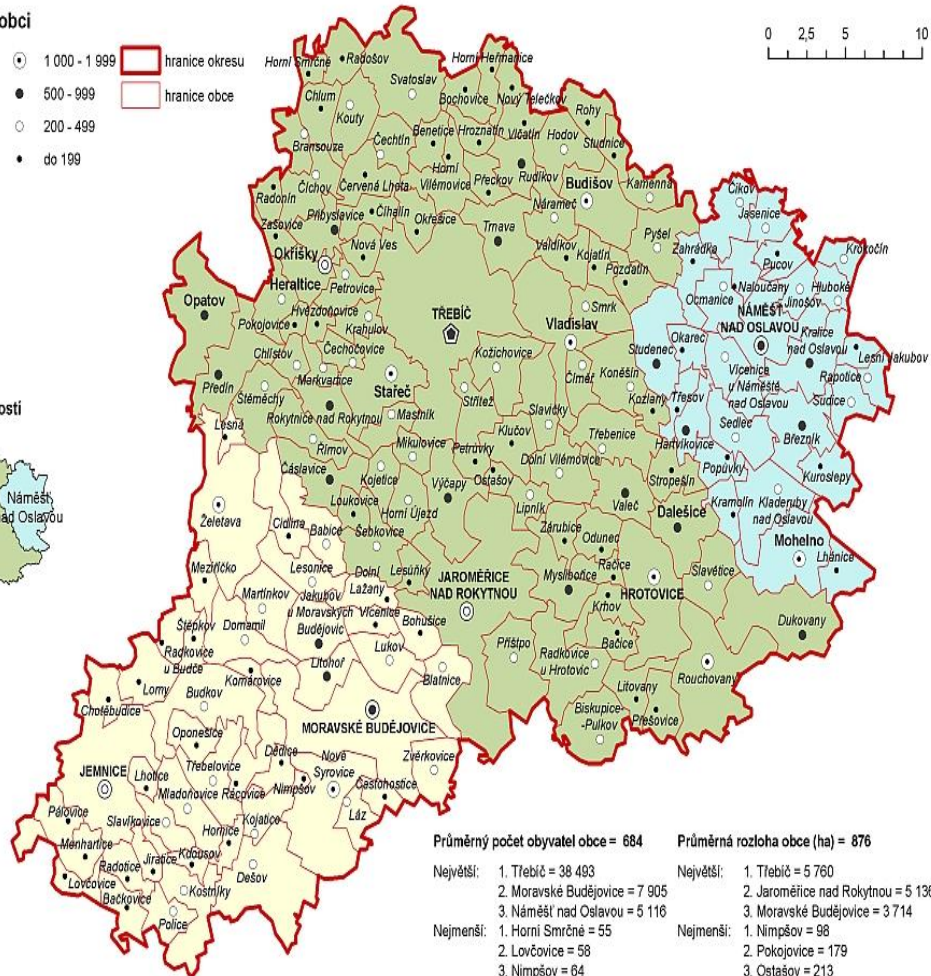 obci
1 000 - 1 999
500 - 999
200 - 499
do 199
hranice okresu
hranice obce
0 2,5 5 10
Horní Smrčné
Radošov
Svatoslav
Horní Heřmanice
Chlum
Kouty
Bochovice
Nový Telečkov
Rohy
Bransouze
Čechtín
Benetice
Hroznatín
Vlčatín
Hodov
Studnice
Číchov
Červená Lhota
Horní
Vilémovice
Přeckov
Rudíkov
Budišov
Kamenná
Čikov
Radonín
Přibyslavice
Číhalín
Okřešice
Trnava
Náramec
Jasenice
Zašovice
Nová Ves
Valdíkov
Kojatín
Pyšel
Zahrádka
Pucov
Krokočín
Okříšky
Petrovice
Pozďatín
Ocmanice
Naloučany
Jinošov
Hluboké
Heraltice
Opatov
Pokojovice
Hvězdoňovice
Krahulov
TŘEBÍČ
Vladislav
Smrk
NÁMĚŠŤ
NAD OSLAVOU
Kralice
nad Oslavou
Lesní Jakubov
Chlístov
Čechočovice
Kožichovice
Studenec
Okarec
Předín
Štěměchy
Markvartice
Stařeč
Střítež
Číměř
Koněšín
Vícenice
u Náměště
nad Oslavou
Rapotice
Sudice
Rokytnice nad Rokytnou
Mastník
Slavičky
Kozlany
Třesov
Lesná
Římov
Mikulovice
Petrůvky
Klučov
Třebenice
Hartvíkovice
Sedlec
Březník
Čáslavice
Kojetice
Výčapy
Ostašov
Dolní Vilémovice
Stropešín
Popůvky
Kuroslepy
Želetava
Loukovice
Horní Újezd
Lipník
Valeč
Dalešice
Kramolín
Kladeruby
nad Oslavou
Cidlina
Babice
Šebkovice
Zárubice
Odunec
Mohelno
Meziříčko
Lesonice
Dolní
Lažany
Lesůňky
JAROMĚŘICE
NAD ROKYTNOU
Myslibořice
Račice
HROTOVICE
Slavětice
Lhánice
Martínkov
Jakubov
u Moravských
Budějovic
Vícenice
Bohušice
Krhov
Štěpkov
Domamil
Příštpo
Radkovice
u Hrotovic
Bačice
Dukovany
Radkovice
u Budče
Litohoř
Lukov
Blatnice
Rouchovany
Lomy
Komárovice
Litovany
Chotěbudice
Budkov
Biskupice-
-Pulkov
Přešovice
Oponešice
MORAVSKÉ BUDĚJOVICE
JEMNICE
Lhotice
Třebelovice
Dědice
Nové
Syrovice
Zvěrkovice
Pálovice
Mladoňovice
Rácovice
Nimpšov
Častohostice
Slavíkovice
Hornice
Kojatice
Láz
Menhartice
Radotice
Jiratice
Kdousov
Dešov
Lovčovice
Bačkovice
Kostníky
Police
ostí
Náměšť
nad Oslavou
Průměrný počet obyvatel obce = 684
Největší: 1. Třebíč = 38 493
2. Moravské Budějovice = 7 905
3. Náměšť nad Oslavou = 5 116
Nejmenší: 1. Horní Smrčné = 55
2. Lovčovice = 58
3. Nimpšov = 64
Průměrná rozloha obce (ha) = 876
Největší: 1. Třebíč = 5 760
2. Jaroměřice nad Rokytnou = 5 136
3. Moravské Budějovice = 3 714
Nejmenší: 1. Nimpšov = 98
2. Pokojovice = 179
3. Ostašov = 213